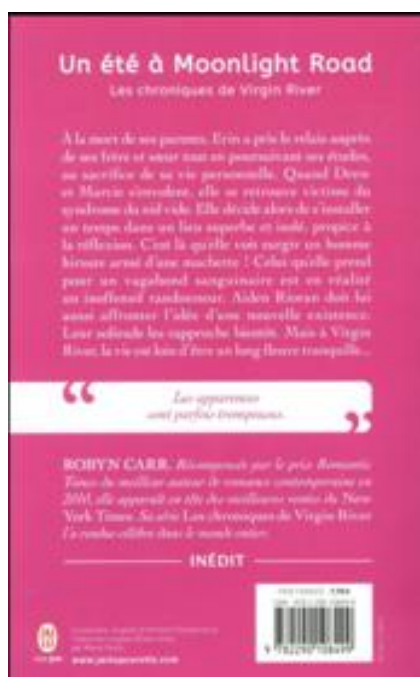 Un été à Moonlight Road
Les chroniques de Virgin River
À la mort de ses parents, Erin a pris le relais auprès
de ses frère et sœur tout en poursuivant ses études,
au sacrifice de sa vie personnelle. Quand Drew
et Marcie s'envolent, elle se retrouve victime du
syndrome du nid vide. Elle décide alors de s'installer
un temps dans un lieu superbe et isolé, propice à
la réflexion. C'est là qu'elle voit surgir un homme
hirsute armé d'une machette ! Celui qu'elle prend
pour un vagabond sanguinaire est en réalité
un inoffensif randonneur. Aiden Riordan doit lui
aussi affronter l'idée d'une nouvelle existence.
Leur solitude les rapproche bientôt. Mais à Virgin
River, la vie est loin d'être un long fleuve tranquille...
“
Les apparences
sont parfois trompeuses.
”
ROBYN CARR. Récompensée par le prix Romantic
Times du meilleur auteur de romance contemporaine en
2010, elle apparaît en tête des meilleures ventes du New
York Times. Sa série Les chroniques de Virgin River
l'a rendue célèbre dans le monde entier.
INÉDIT
www.jailupourelle.com
9 782290 108499